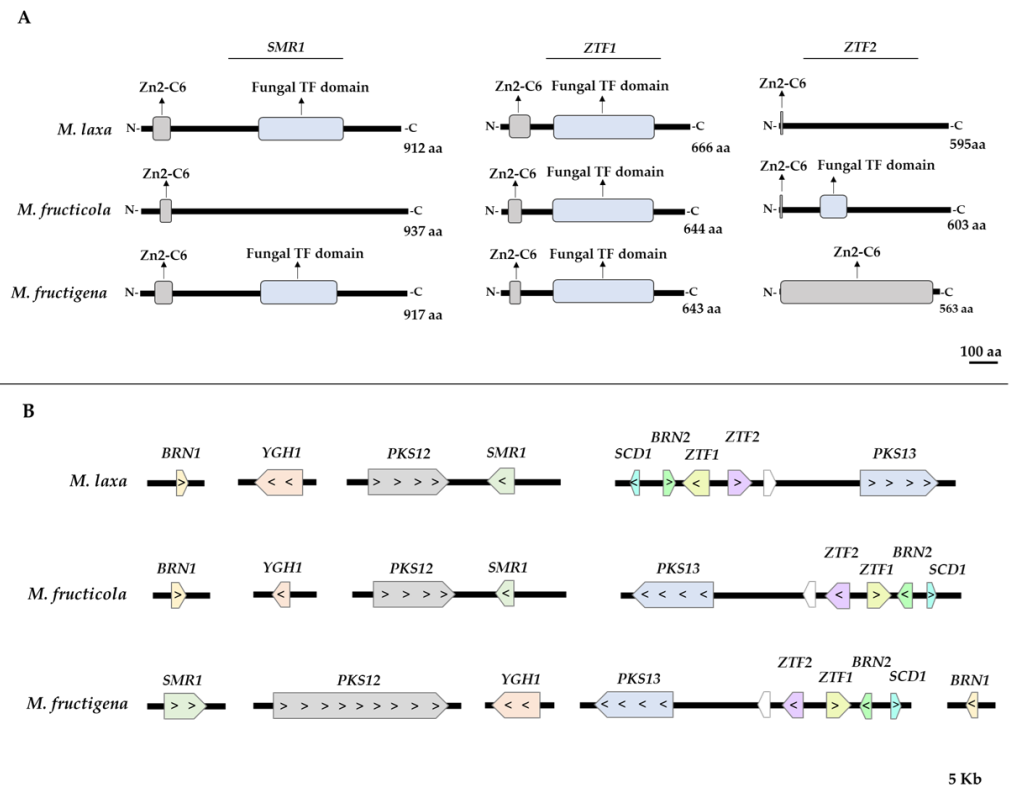 A
SMR1 ZTF1 ZTF2
Zn2-C6 Fungal TF domain Zn2-C6 Fungal TF domain Zn2-C6
M. laxa N- -C N- -C N- -C
912 aa 666 aa 595aa
Zn2-C6 Zn2-C6 Fungal TF domain Zn2-C6 Fungal TF domain
M. fructicola N- -C N- -C N- -C
937 aa 644 aa 603 aa
Zn2-C6 Fungal TF domain Zn2-C6 Fungal TF domain Zn2-C6
M. fructigena N- -C N- -C N- -C
917 aa 643 aa 563 aa
100 aa
B
BRN1 YGH1 PKS12 SMR1 SCD1 BRN2 ZTF1 ZTF2 PKS13
M. laxa > < < > > > > < < > < > > > > >
BRN1 YGH1 PKS12 SMR1 PKS13 ZTF2 ZTF1 BRN2 SCD1
M. fructicola > < > > > > < < < < < < > < >
SMR1 PKS12 YGH1 PKS13 ZTF2 ZTF1 BRN2 SCD1 BRN1
M. fructigena > > > > > > > > > > < < < < < < < > < > <
5 Kb